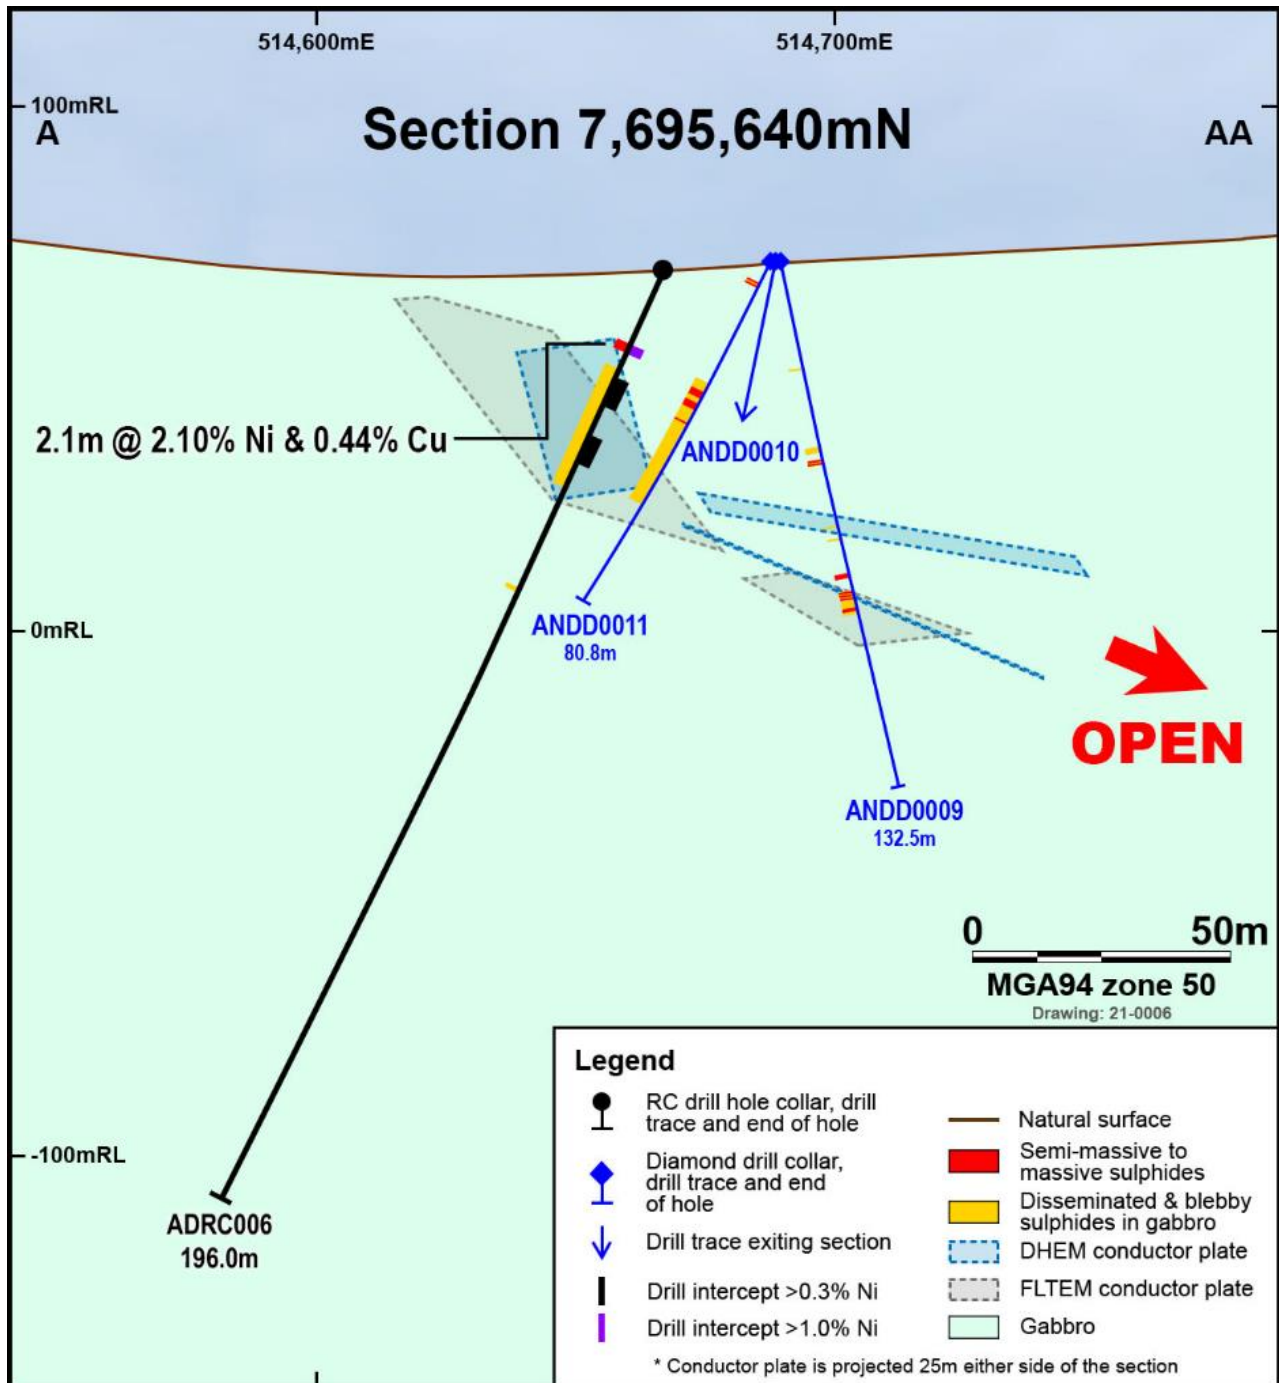 514,600mE
514,700mE
100mRL
A
Section 7,695,640mN
AA
2.1m @ 2.10% Ni & 0.44% Cu
ANDD0010
ANDD0011
80.8m
0mRL
OPEN
ANDD0009
132.5m
0
50m
MGA94 zone 50
Drawing: 21-0006
-100mRL
ADRC006
196.0m
Legend
RC drill hole collar, drill
trace and end of hole
Diamond drill collar,
drill trace and end
of hole
Drill trace exiting section
Drill intercept >0.3% Ni
Drill intercept >1.0% Ni
Natural surface
Semi-massive to
massive sulphides
Disseminated & blebby
sulphides in gabbro
DHEM conductor plate
FLTEM conductor plate
Gabbro
* Conductor plate is projected 25m either side of the section